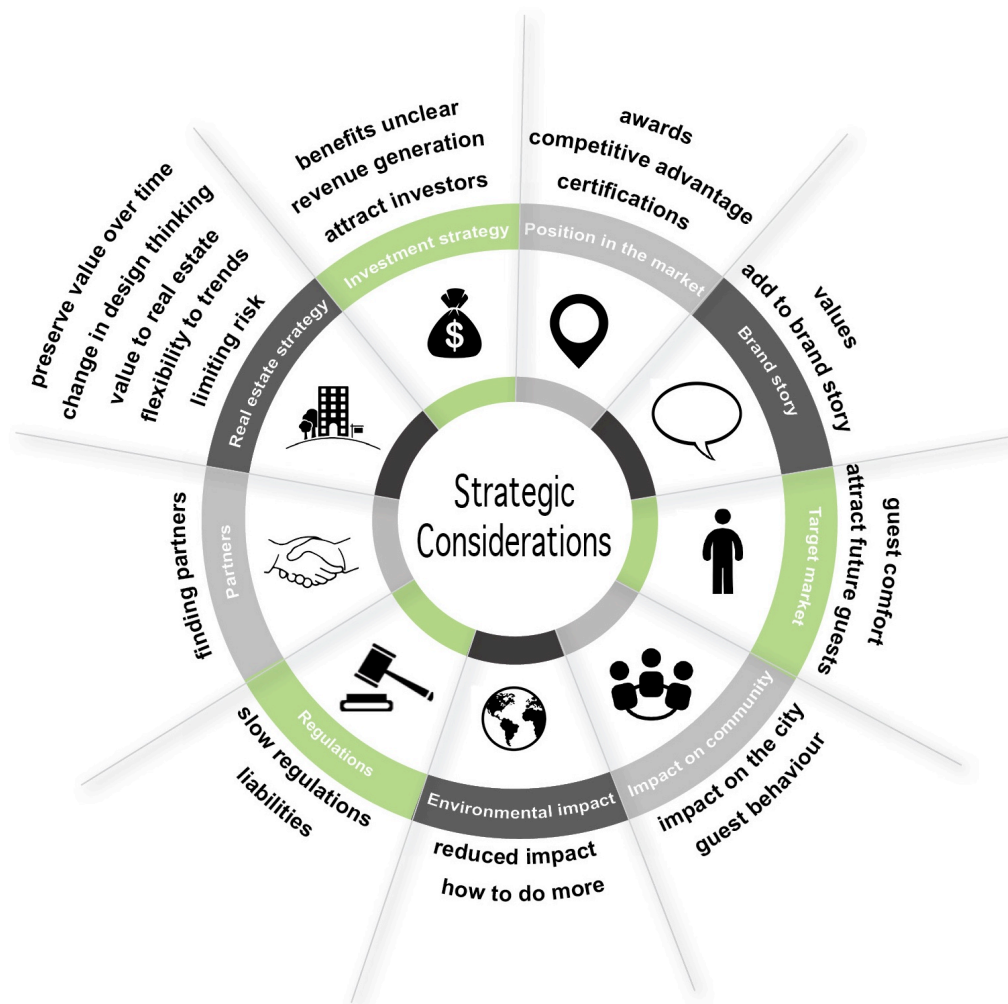 Strategic
Considerations
Investment strategy
benefits unclear
revenue generation
attract investors
$
Position in the market
awards
competitive advantage
certifications
Brand story
values
add to brand story
Target market
guest comfort
attract future guests
Impact on community
impact on the city
guest behaviour
Environmental impact
reduced impact
how to do more
Regulations
slow regulations
liabilities
Partners
finding partners
Real estate strategy
preserve value over time
change in design thinking
value to real estate
flexibility to trends
limiting risk